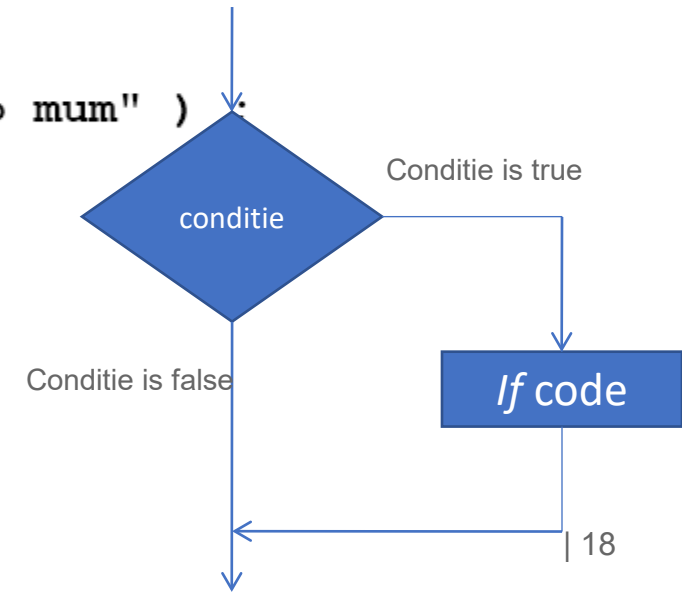 mum" ) ;
Conditie is true
conditie
Conditie is false
If code
| 18